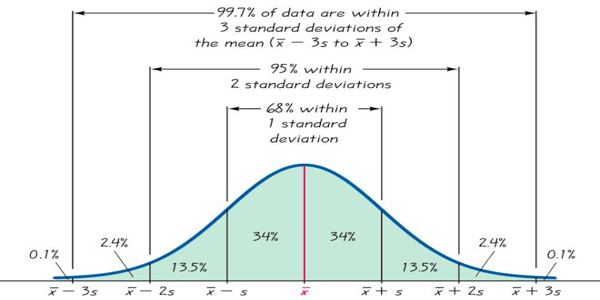 99.7% of data are within
3 standard deviations of
the mean (x̄ − 3s to x̄ + 3s)
95% within
2 standard deviations
68% within
1 standard
deviation
34% 34%
0.1% 2.4% 2.4% 0.1%
13.5% 13.5%
x̄ − 3s x̄ − 2s x̄ − s x̄ x̄ + s x̄ + 2s x̄ + 3s